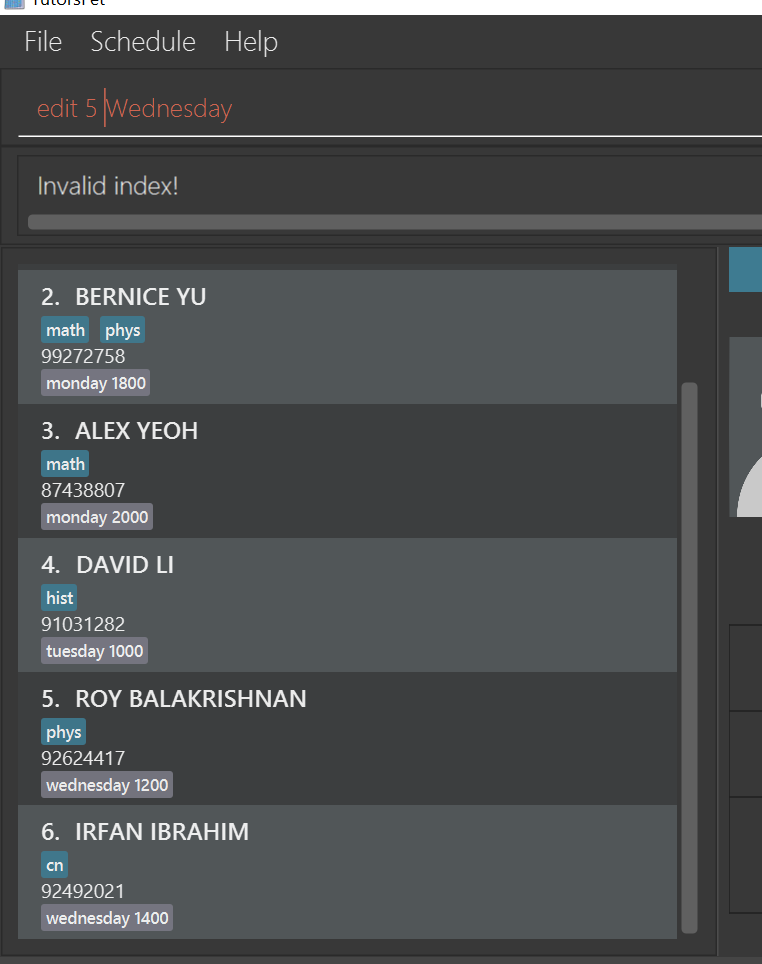 File Schedule Help
edit 5 Wednesday
Invalid index!
2. BERNICE YU
math phys
99272758
monday 1800
3. ALEX YEOH
math
87438807
monday 2000
4. DAVID LI
hist
91031282
tuesday 1000
5. ROY BALAKRISHNAN
phys
92624417
wednesday 1200
6. IRFAN IBRAHIM
cn
92492021
wednesday 1400